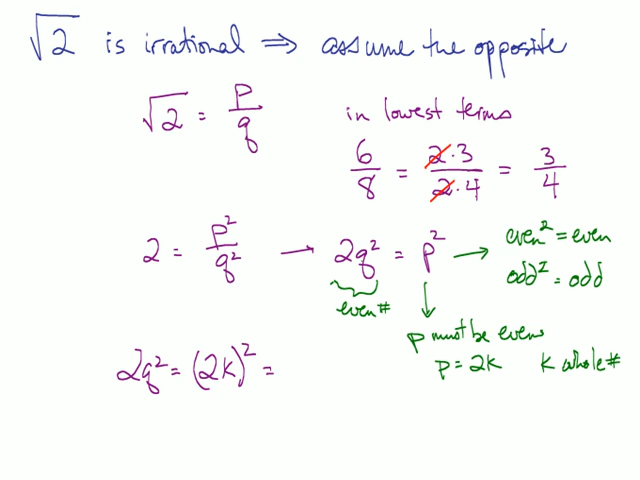 √2 is irrational ⇒ assume the opposite
√2 = p/q in lowest terms
6/8 = 2·3/2·4 = 3/4
2 = p²/q² → 2q² = p² → even² = even
odd² = odd
even #
p must be even
p = 2k k whole #
2q² = (2k)² =